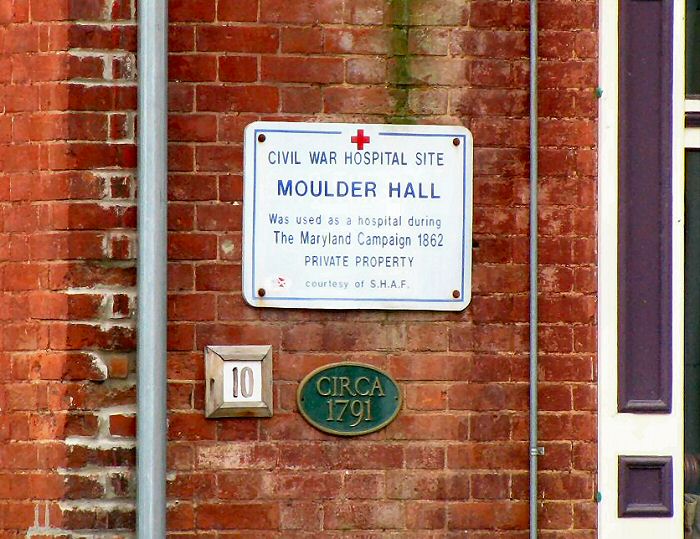 CIVIL WAR HOSPITAL SITE
MOULDER HALL
Was used as a hospital during
The Maryland Campaign 1862
PRIVATE PROPERTY
courtesy of S.H.A.F.
10
CIRCA
1791